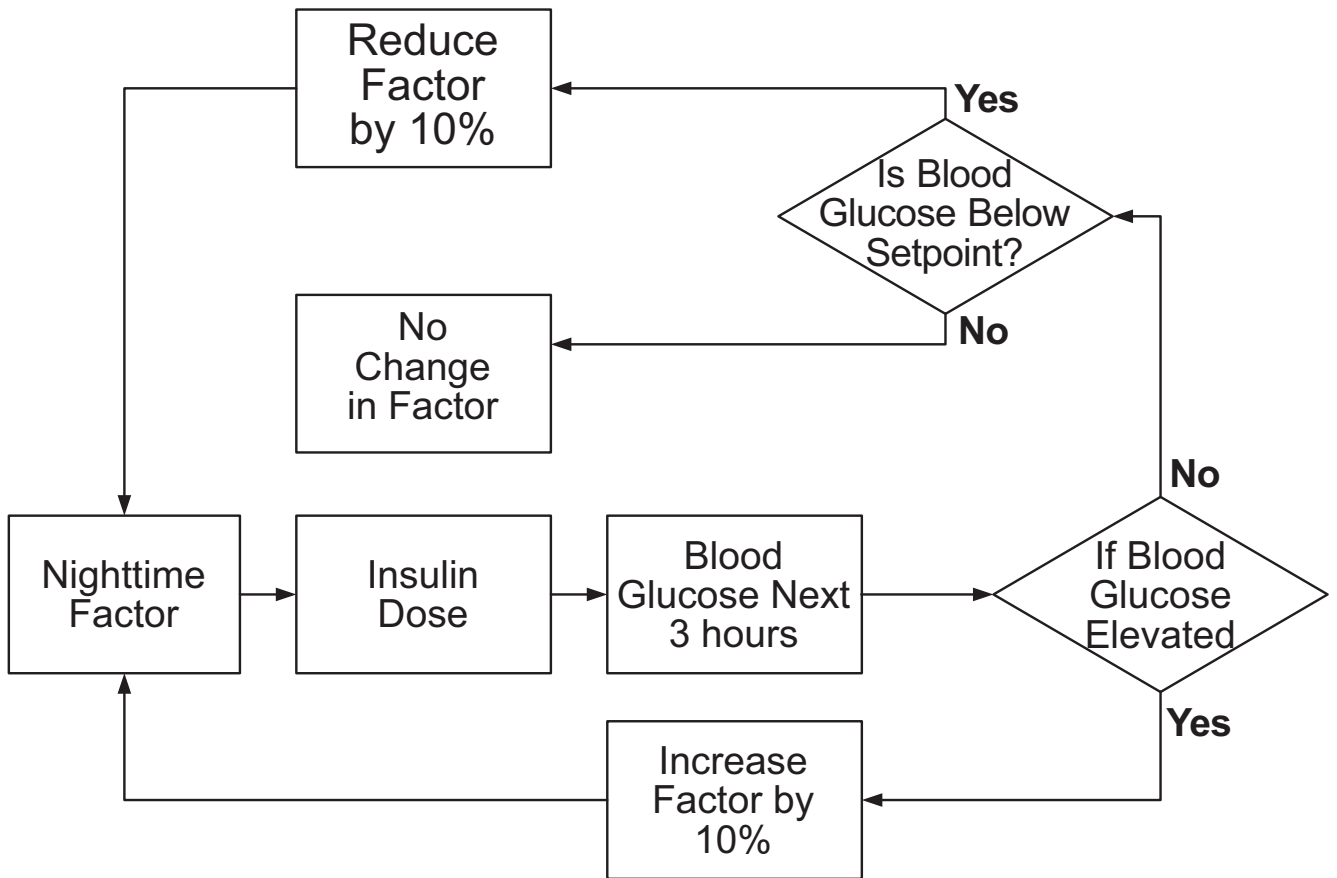 Reduce
Factor
by 10%
Yes
Is Blood
Glucose Below
Setpoint?
No
No
Change
in Factor
No
Nighttime
Factor
Insulin
Dose
Blood
Glucose Next
3 hours
If Blood
Glucose
Elevated
Yes
Increase
Factor by
10%